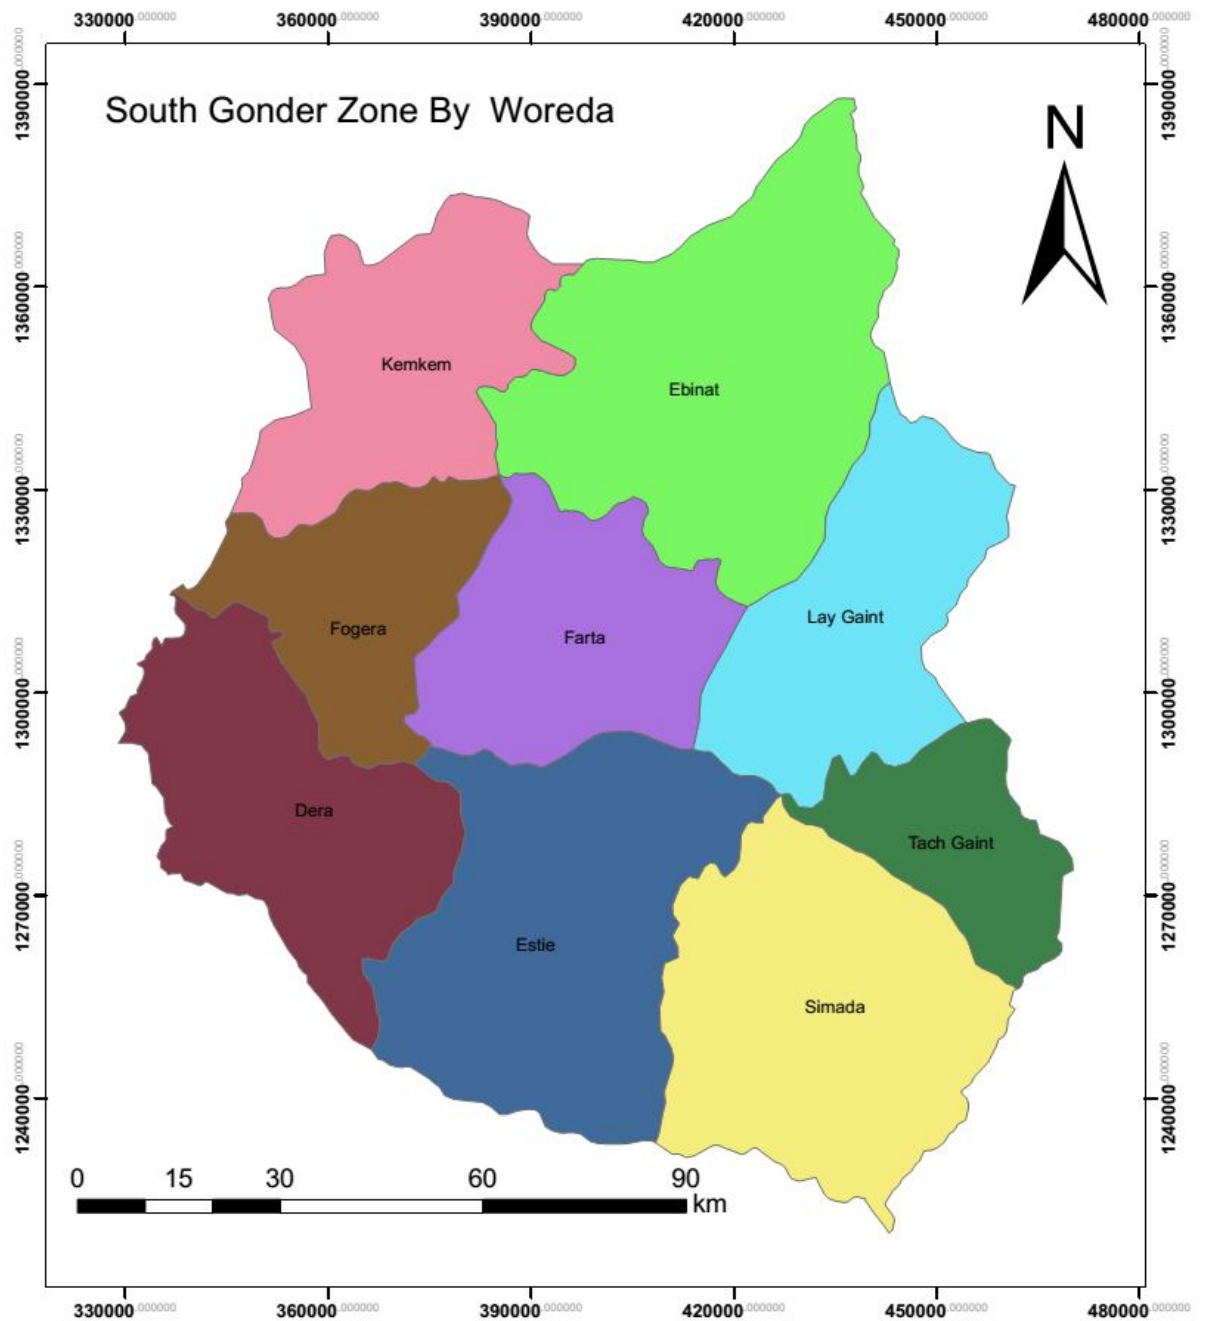 330000.000000 360000.000000 390000.000000 420000.000000 450000.000000 480000.000000
South Gonder Zone By Woreda
N
1390000.000000 1390000.000000
1360000.000000 1360000.000000
Kemkem
Ebinat
1330000.000000 1330000.000000
Lay Gaint
Fogera
Farta
1300000.000000 1300000.000000
Dera
Tach Gaint
1270000.000000 1270000.000000
Estie
Simada
1240000.000000 1240000.000000
0 15 30 60 90
km
330000.000000 360000.000000 390000.000000 420000.000000 450000.000000 480000.000000